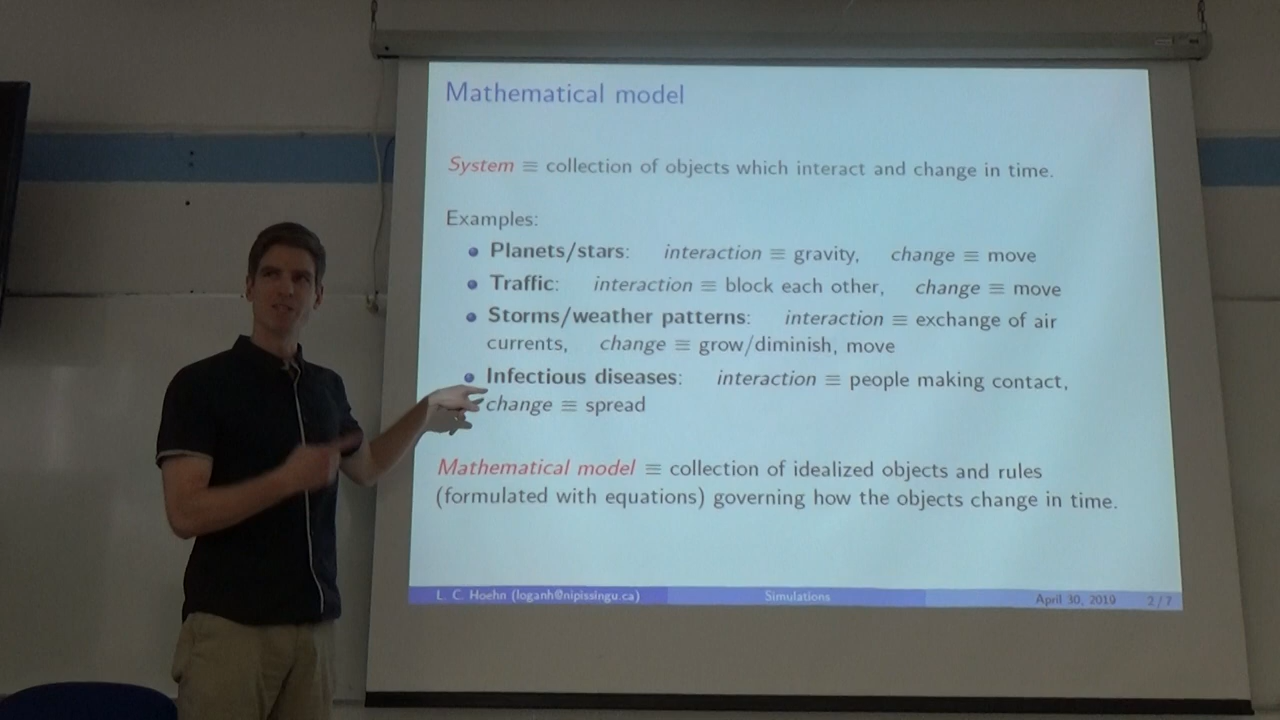 Mathematical model
System ≡ collection of objects which interact and change in time.
Examples:
Planets/stars: interaction ≡ gravity, change ≡ move
Traffic: interaction ≡ block each other, change ≡ move
Storms/weather patterns: interaction ≡ exchange of air
currents, change ≡ grow/diminish, move
Infectious diseases: interaction ≡ people making contact,
change ≡ spread
Mathematical model ≡ collection of idealized objects and rules
(formulated with equations) governing how the objects change in time.
L. C. Hoehn (loganh@nipissingu.ca) Simulations April 30, 2019 2 / 7